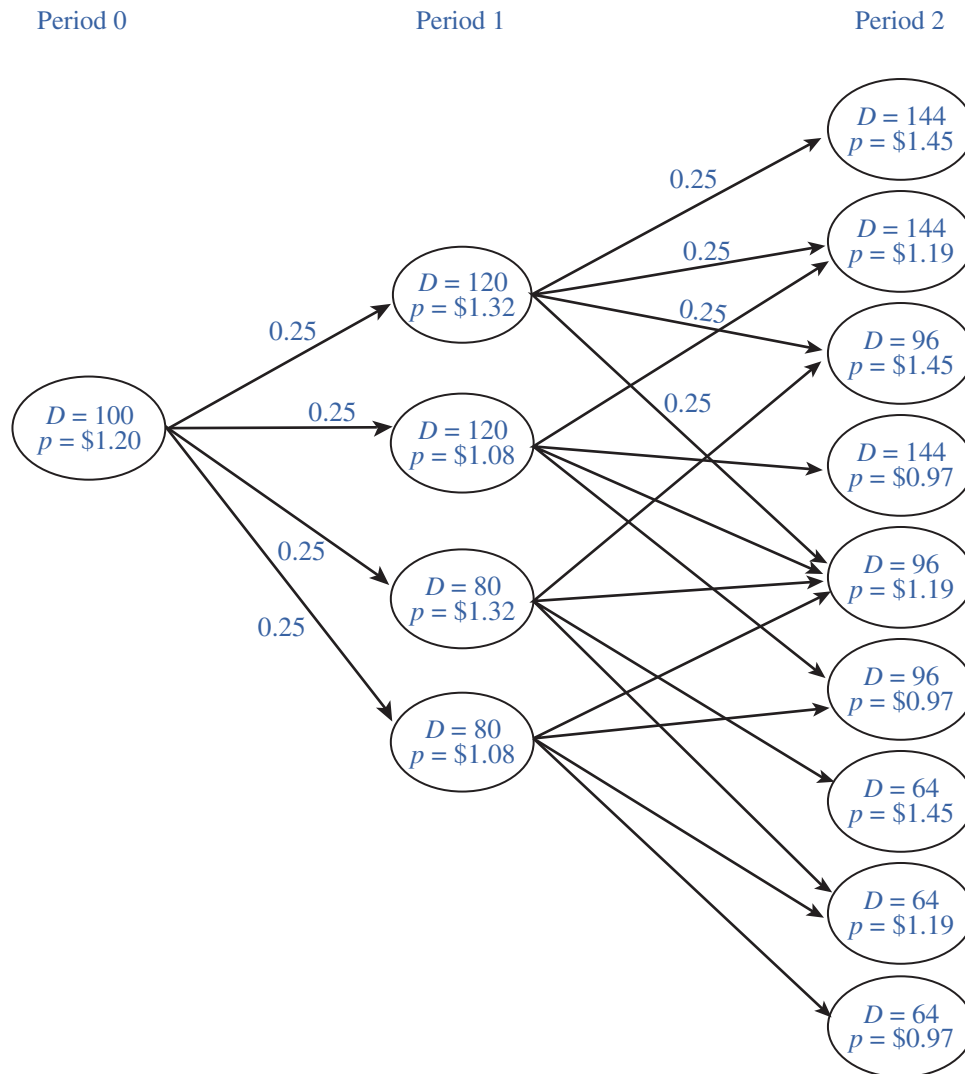 Period 0
Period 1
Period 2
D = 100
p = $1.20
0.25
0.25
0.25
0.25
D = 120
p = $1.32
D = 120
p = $1.08
D = 80
p = $1.32
D = 80
p = $1.08
0.25
0.25
0.25
0.25
D = 144
p = $1.45
D = 144
p = $1.19
D = 96
p = $1.45
D = 144
p = $0.97
D = 96
p = $1.19
D = 96
p = $0.97
D = 64
p = $1.45
D = 64
p = $1.19
D = 64
p = $0.97